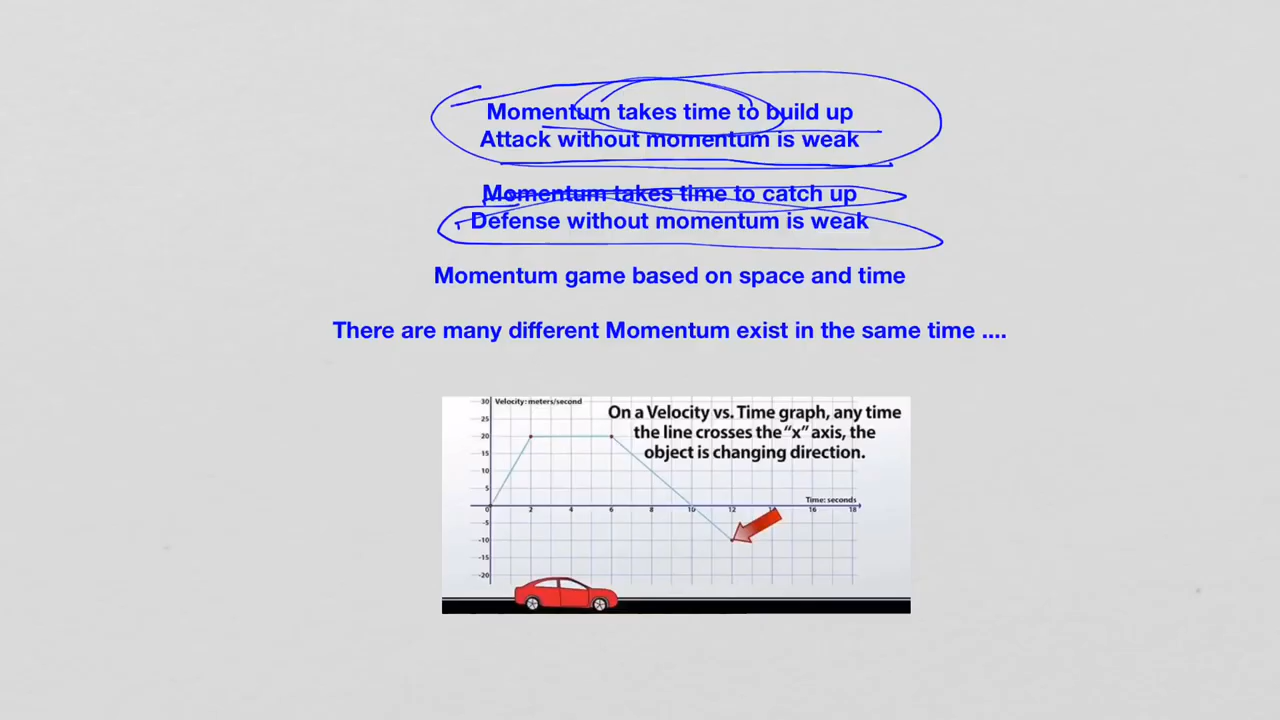 Momentum takes time to build up
Attack without momentum is weak
Momentum takes time to catch up
Defense without momentum is weak
Momentum game based on space and time
There are many different Momentum exist in the same time ....
Velocity: meters/second
On a Velocity vs. Time graph, any time
the line crosses the “x” axis, the
object is changing direction.
30
25
20
15
10
5
0
-5
-10
-15
-20
Time: seconds
0 2 4 6 8 10 12 14 16 18